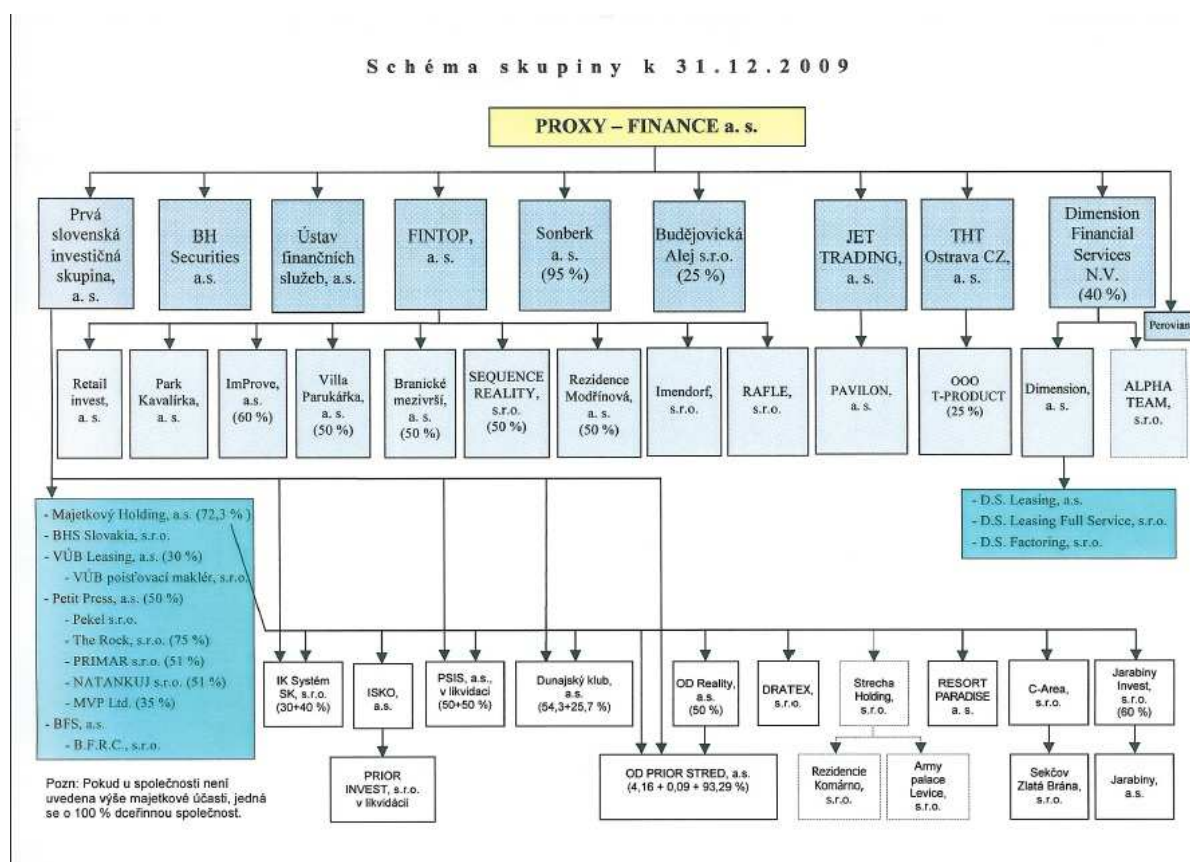 Schéma skupiny k 31.12.2009
PROXY – FINANCE a. s.
Prvá
slovenská
investičná
skupina,
a. s.
BH
Securities
a.s.
Ústav
finančních
služeb, a.s.
FINTOP,
a. s.
Sonberk
a. s.
(95 %)
Budějovická
Alej s.r.o.
(25 %)
JET
TRADING,
a. s.
THT
Ostrava CZ,
a. s.
Dimension
Financial
Services
N.V.
(40 %)
Perovian
Retail
invest,
a. s.
Park
Kavalírka,
a. s.
ImProve,
a.s.
(60 %)
Villa
Parukářka,
a. s.
(50 %)
Branické
mezivrší,
a. s.
(50 %)
SEQUENCE
REALITY,
s.r.o.
(50 %)
Rezidence
Modřínová,
a. s.
(50 %)
Imendorf,
s.r.o.
RAFLE,
s.r.o.
PAVILON,
a. s.
OOO
T-PRODUCT
(25 %)
Dimension,
a. s.
ALPHA
TEAM,
s.r.o.
- Majetkový Holding, a.s. (72,3 % )
- BHS Slovakia, s.r.o.
- VÚB Leasing, a.s. (30 %)
- VÚB poisťovací maklér, s.r.o.
- Petit Press, a.s. (50 %)
- Pekel s.r.o.
- The Rock, s.r.o. (75 %)
- PRIMAR s.r.o. (51 %)
- NATANKUJ s.r.o. (51 %)
- MVP Ltd. (35 %)
- BFS, a.s.
- B.F.R.C., s.r.o.
- D.S. Leasing, a.s.
- D.S. Leasing Full Service, s.r.o.
- D.S. Factoring, s.r.o.
IK Systém
SK, s.r.o.
(30+40 %)
ISKO,
a.s.
PSIS, a.s.,
v likvidaci
(50+50 %)
Dunajský klub,
a.s.
(54,3+25,7 %)
OD Reality,
a.s.
(50 %)
DRATEX,
s.r.o.
Strecha
Holding,
s.r.o.
RESORT
PARADISE
a. s.
C-Area,
s.r.o.
Jarabiny
Invest,
s.r.o.
(60 %)
PRIOR
INVEST, s.r.o.
v likvidácií
OD PRIOR STRED, a.s.
(4,16 + 0,09 + 93,29 %)
Rezidencie
Komárno,
s.r.o.
Army
palace
Levice,
s.r.o.
Sekčov
Zlatá Brána,
s.r.o.
Jarabiny,
a.s.
Pozn: Pokud u společnosti není
uvedena výše majetkové účasti, jedná
se o 100 % dceřinnou společnost.